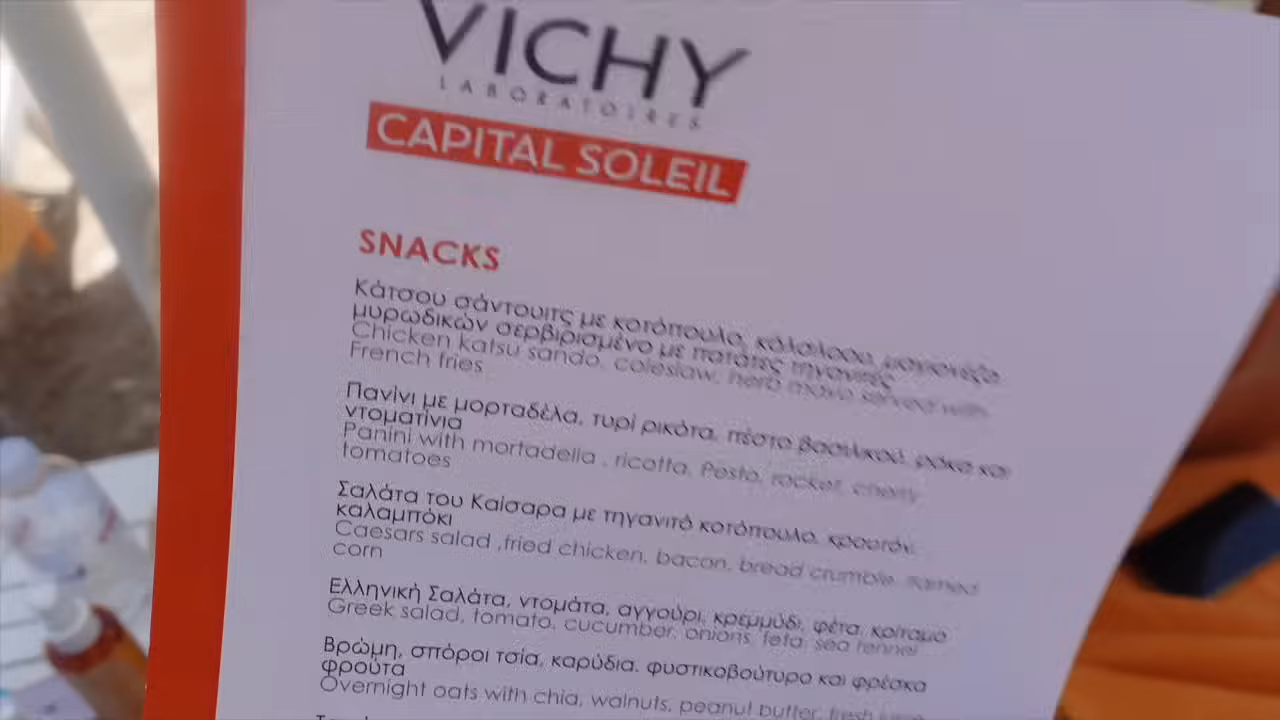 VICHY
LABORATOIRES
CAPITAL SOLEIL
SNACKS
Κάτσου σάντουιτς με κοτόπουλο, κόλσλοου, μαγιονέζα
μυρωδικών σερβιρισμένο με πατάτες τηγανιτές
Chicken katsu sando, coleslaw, herb mayo served with
French fries
Πανίνι με μορταδέλα, τυρί ρικότα, πέστο βασιλικού, ρόκα και
ντοματίνια
Panini with mortadella , ricotta, Pesto, rocket, cherry
tomatoes
Σαλάτα του Καίσαρα με τηγανιτό κοτόπουλο, κρουτόν,
καλαμπόκι
Caesars salad ,fried chicken, bacon, bread crumble,
corn
Ελληνική Σαλάτα, ντομάτα, αγγούρι, κρεμμύδι, φέτα, κρίταμο
Greek salad, tomato, cucumber, onions, feta, sea fennel
Βρώμη, σπόροι τσία, καρύδια. φυστικοβούτυρο και φρέσκα
φρούτα
Overnight oats with chia, walnuts, peanut butter, fresh